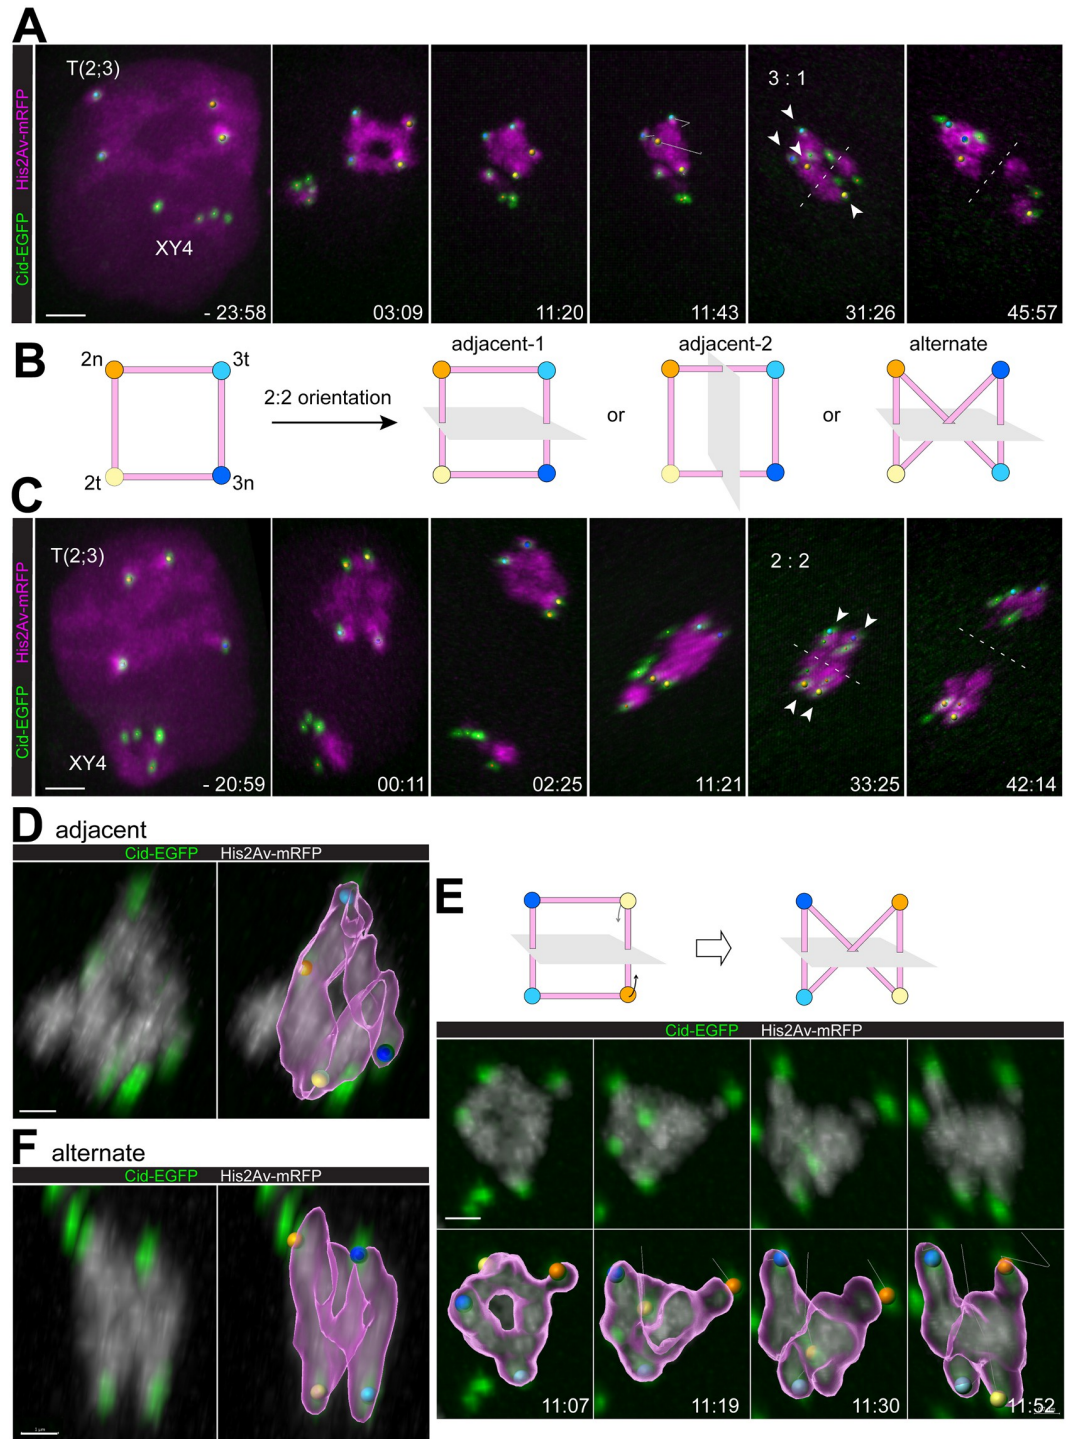 A
Cid-EGFP His2Av-mRFP
T(2;3)
XY4
3 : 1
- 23:58
03:09
11:20
11:43
31:26
45:57
B
2n
3t
2t
3n
2:2 orientation
adjacent-1
or
adjacent-2
or
alternate
C
Cid-EGFP His2Av-mRFP
T(2;3)
XY4
2 : 2
- 20:59
00:11
02:25
11:21
33:25
42:14
D adjacent
Cid-EGFP His2Av-mRFP
E
Cid-EGFP His2Av-mRFP
11:07
11:19
11:30
11:52
F alternate
Cid-EGFP His2Av-mRFP
1 µm